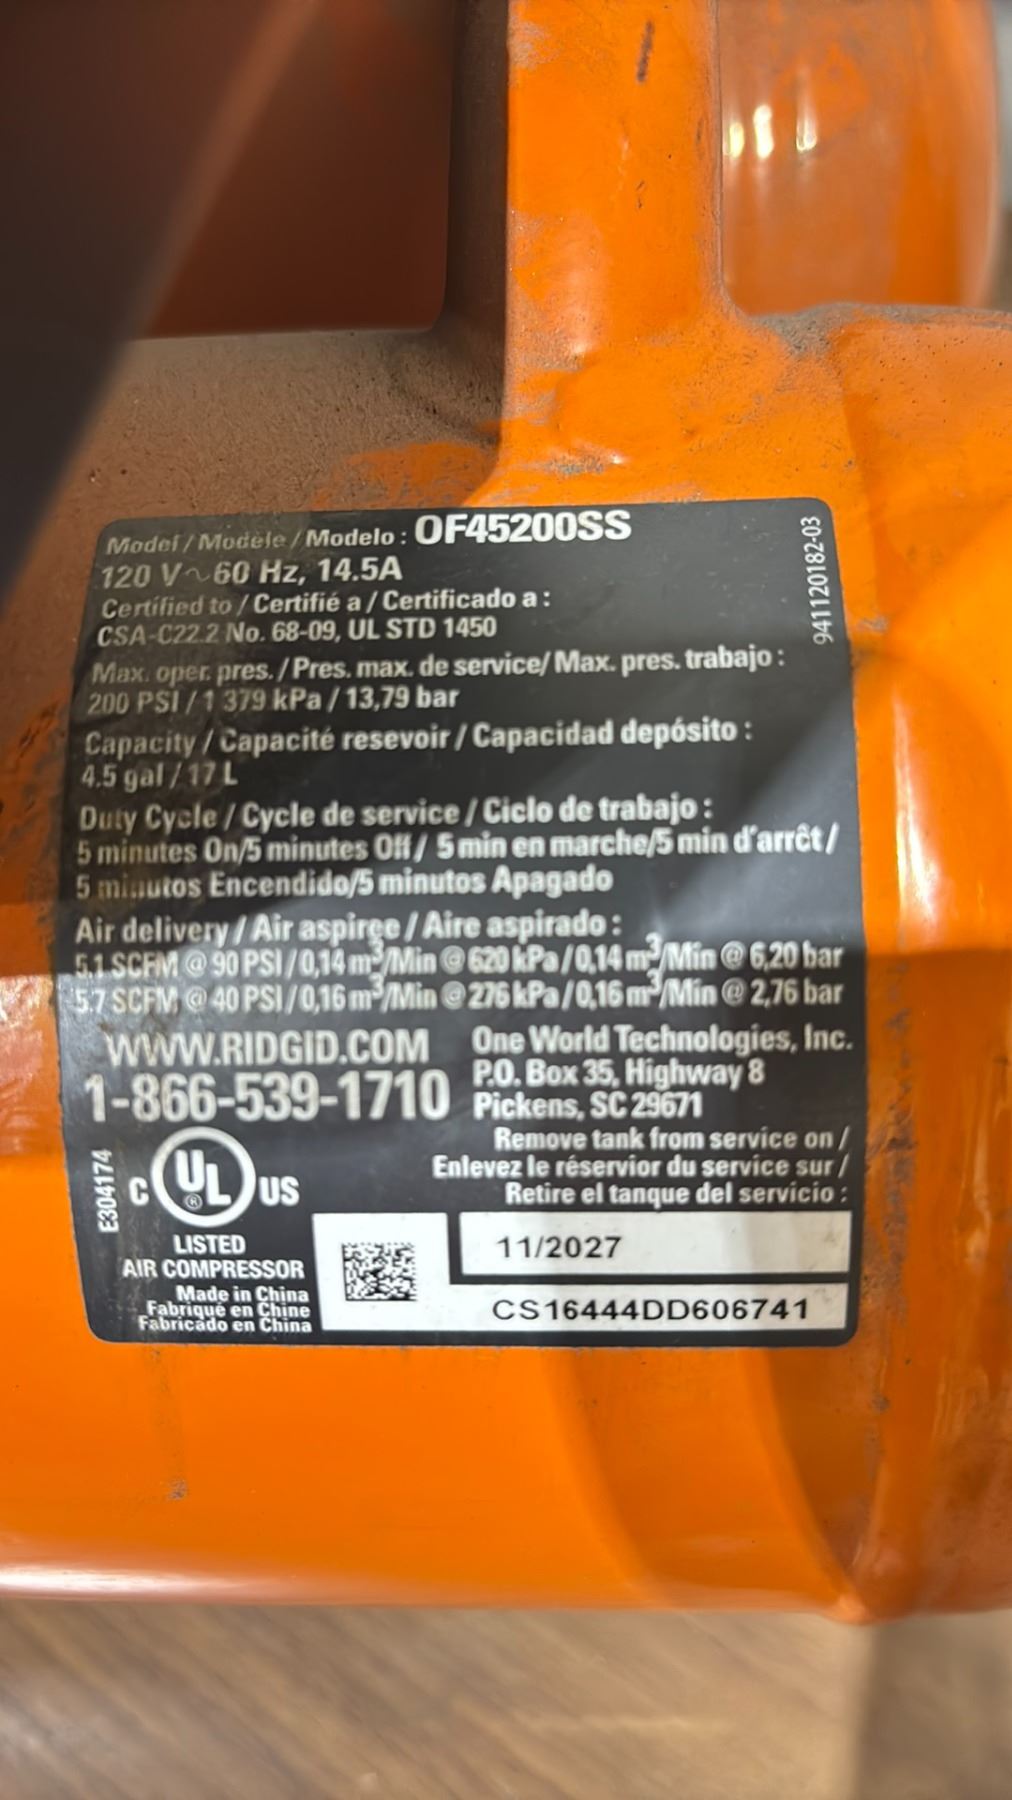 Model / Modèle / Modelo : OF45200SS
120 V ~ 60 Hz, 14.5A
Certified to / Certifié a / Certificado a :
CSA-C22.2 No. 68-09, UL STD 1450
Max. oper. pres. / Pres. max. de service/ Max. pres. trabajo :
200 PSI / 1 379 kPa / 13,79 bar
Capacity / Capacité resevoir / Capacidad depósito :
4.5 gal / 17 L
Duty Cycle / Cycle de service / Ciclo de trabajo :
5 minutes On/5 minutes Off / 5 min en marche/5 min d'arrêt /
5 minutos Encendido/5 minutos Apagado
Air delivery / Air aspiree / Aire aspirado :
5.1 SCFM @ 90 PSI / 0,14 m³/Min @ 620 kPa / 0,14 m³/Min @ 6,20 bar
5.7 SCFM @ 40 PSI / 0,16 m³/Min @ 276 kPa / 0,16 m³/Min @ 2,76 bar
WWW.RIDGID.COM
1-866-539-1710
One World Technologies, Inc.
P.O. Box 35, Highway 8
Pickens, SC 29671
Remove tank from service on /
Enlevez le réservior du service sur /
Retire el tanque del servicio :
E304174
C UL ® US
LISTED
AIR COMPRESSOR
Made in China
Fabriqué en Chine
Fabricado en China
11/2027
CS16444DD606741
941120182-03